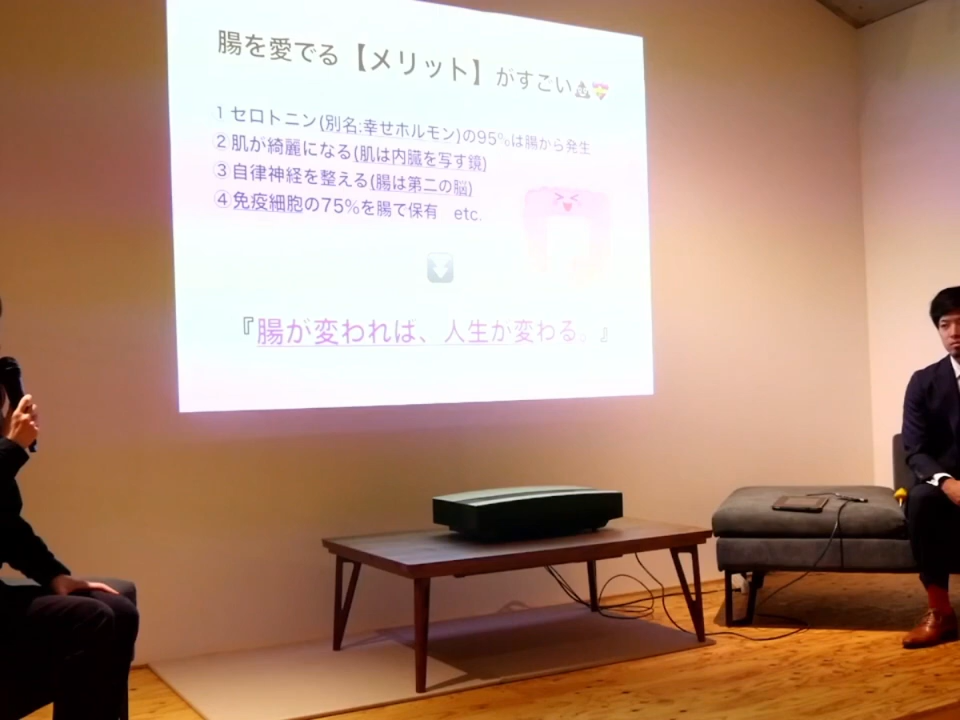 腸を愛でる【メリット】がすごい💩💝
1 セロトニン(別名:幸せホルモン)の95%は腸から発生
② 肌が綺麗になる(肌は内臓を写す鏡)
③ 自律神経を整える(腸は第二の脳)
④ 免疫細胞の75%を腸で保有　etc.
『腸が変われば、人生が変わる。』